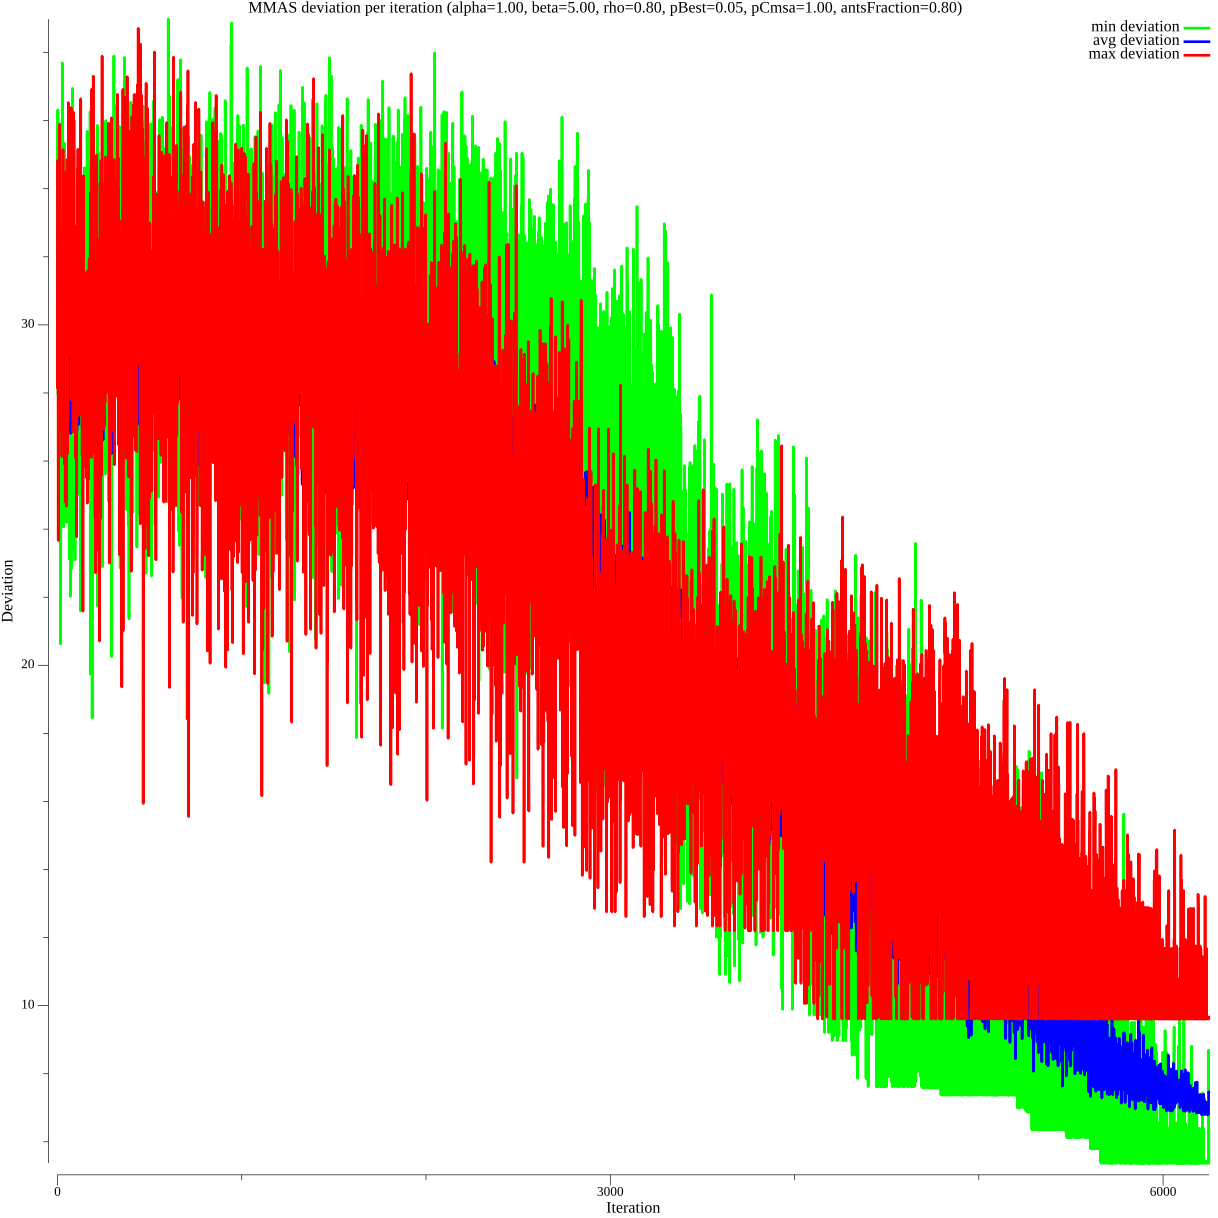 MMAS deviation per iteration (alpha=1.00, beta=5.00, rho=0.80, pBest=0.05, pCmsa=1.00, antsFraction=0.80)
min deviation
avg deviation
max deviation
30
20
10
Deviation
0
3000
6000
Iteration